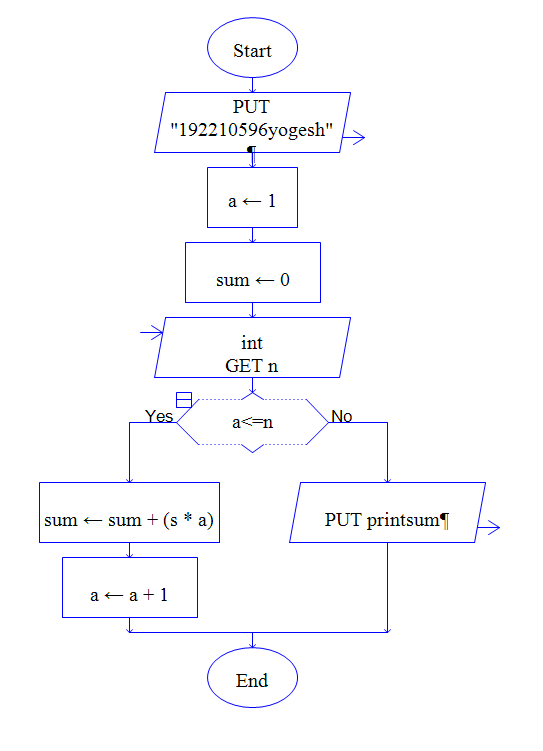 Start
PUT
"192210596yogesh"
¶
a ← 1
sum ← 0
int
GET n
Yes
a<=n
No
sum ← sum + (s * a)
PUT printsum¶
a ← a + 1
End